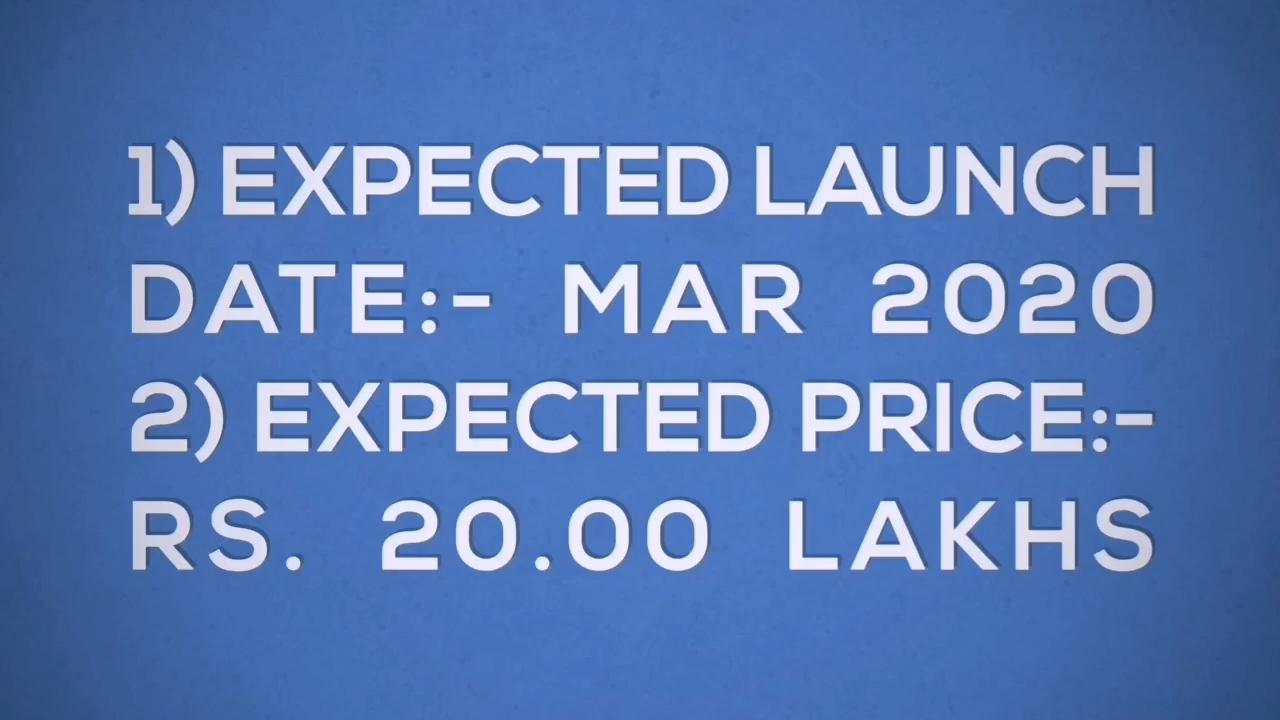 1) EXPECTED LAUNCH
DATE:- MAR 2020
2) EXPECTED PRICE:-
RS. 20.00 LAKHS